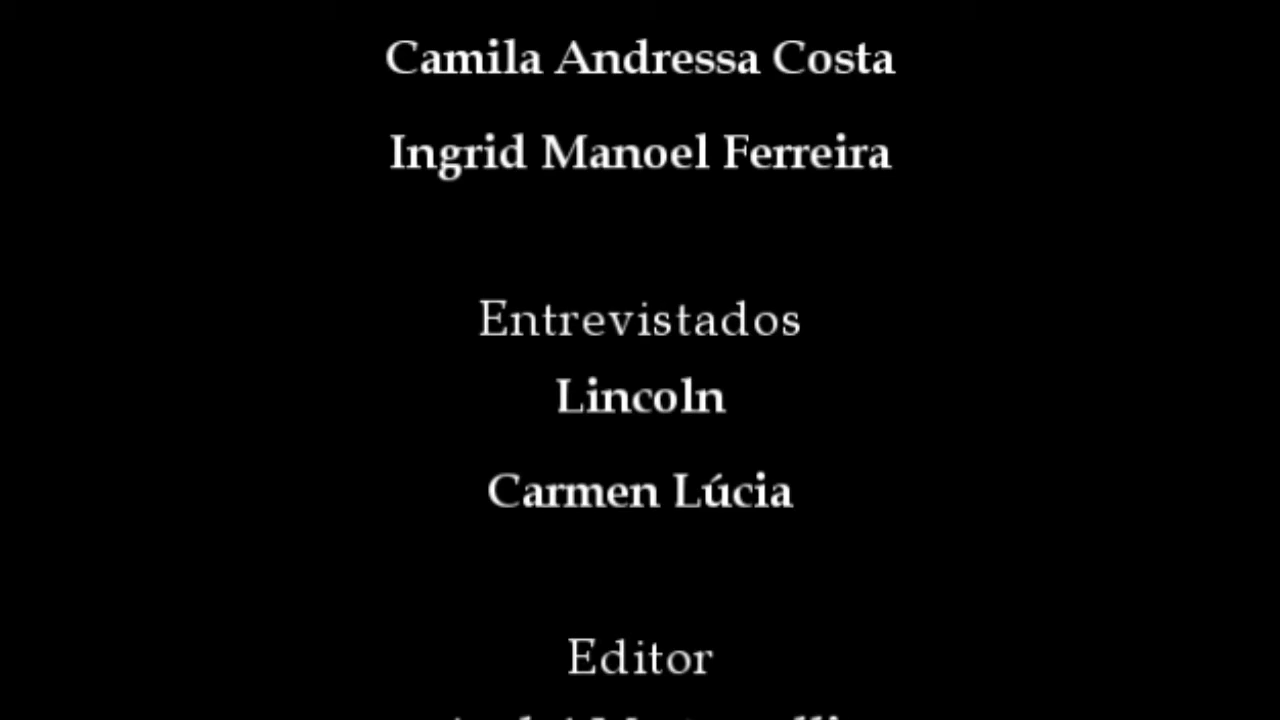 Camila Andressa Costa
Ingrid Manoel Ferreira
Entrevistados
Lincoln
Carmen Lúcia
Editor